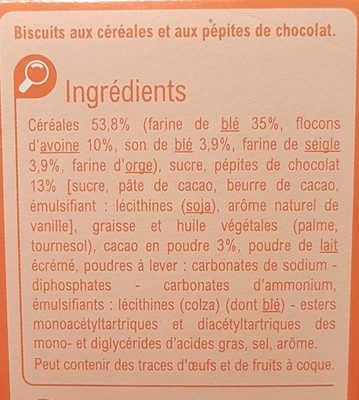 Biscuits aux céréales et aux pépites de chocolat.
Ingrédients
Céréales 53,8% (farine de blé 35%, flocons
d'avoine 10%, son de blé 3,9%, farine de seigle
3,9%, farine d'orge), sucre, pépites de chocolat
13% [sucre, pâte de cacao, beurre de cacao,
émulsifiant : lécithines (soja), arôme naturel de
vanille], graisse et huile végétales (palme,
tournesol), cacao en poudre 3%, poudre de lait
écrémé, poudres à lever : carbonates de sodium -
diphosphates - carbonates d'ammonium,
émulsifiants : lécithines (colza) (dont blé) - esters
monoacétyltartriques et diacétyltartriques des
mono- et diglycérides d'acides gras, sel, arôme.
Peut contenir des traces d'œufs et de fruits à coque.